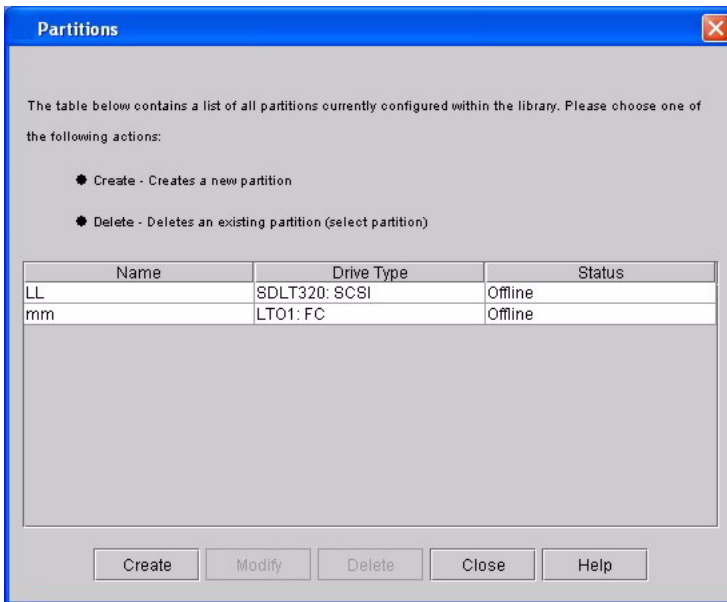 Partitions
The table below contains a list of all partitions currently configured within the library. Please choose one of
the following actions:
Create - Creates a new partition
Delete - Deletes an existing partition (select partition)
Name Drive Type Status
LL SDLT320: SCSI Offline
mm LTO1: FC Offline
Create Modify Delete Close Help